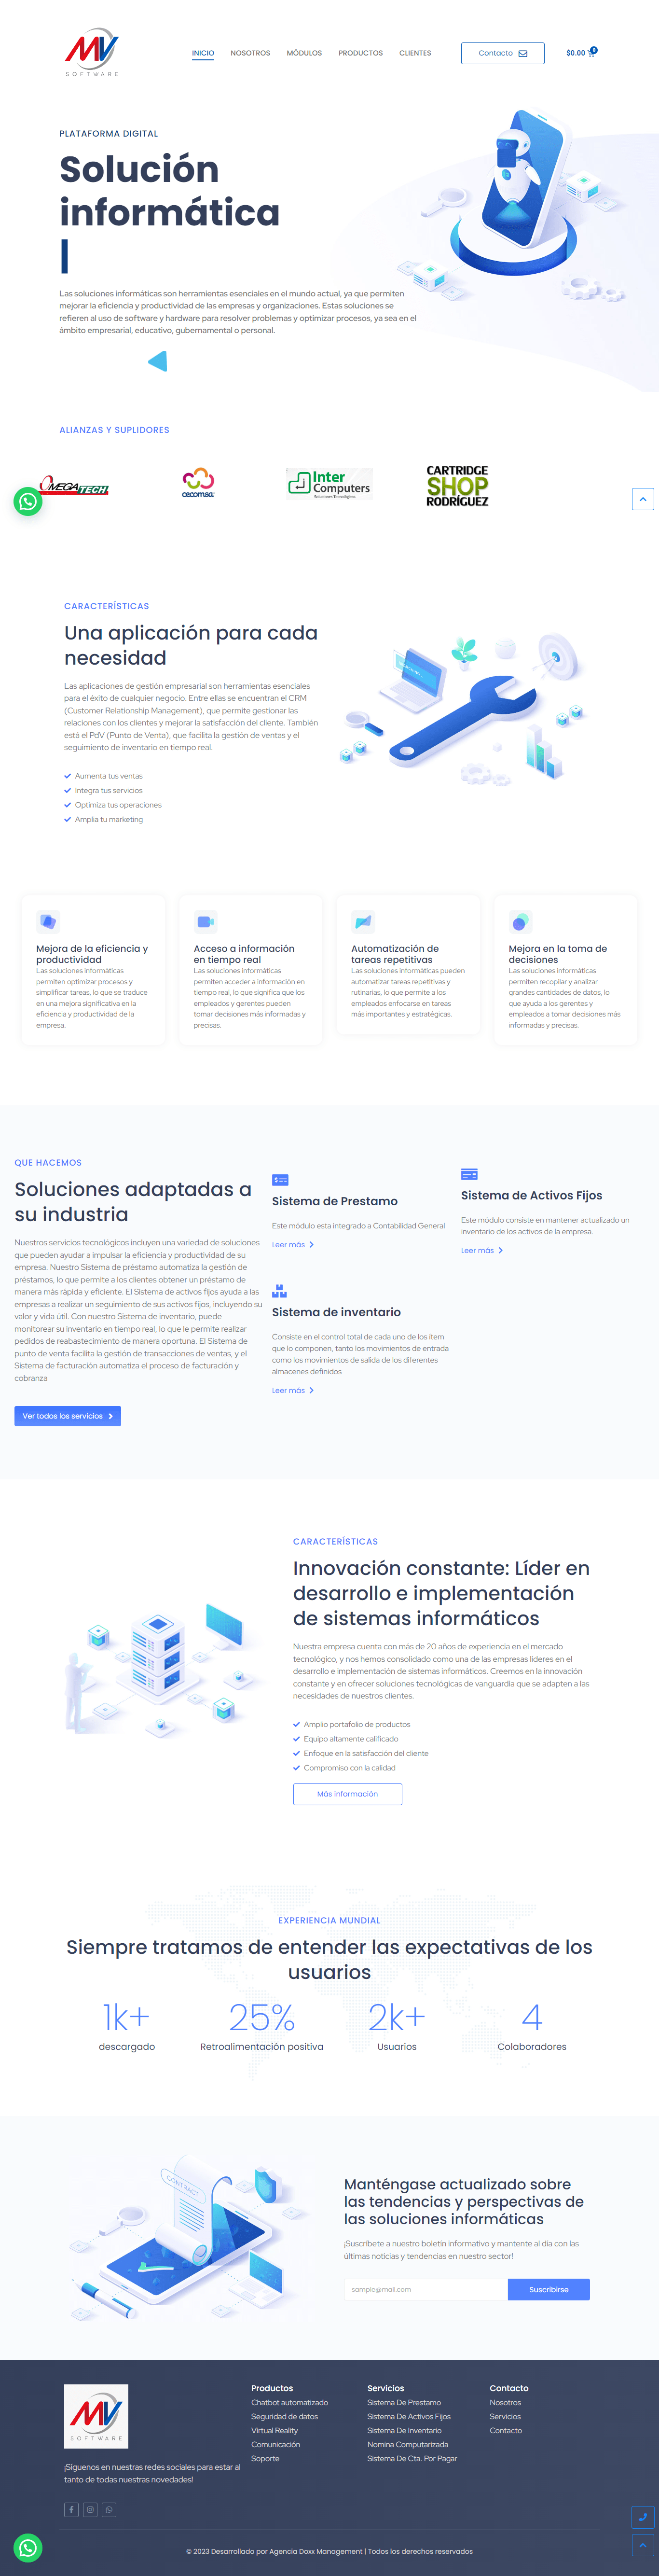 MV
SOFTWARE
INICIO
NOSOTROS
MÓDULOS
PRODUCTOS
CLIENTES
Contacto
$0.00
0
PLATAFORMA DIGITAL
Solución
informática
Las soluciones informáticas son herramientas esenciales en el mundo actual, ya que permiten
mejorar la eficiencia y productividad de las empresas y organizaciones. Estas soluciones se
refieren al uso de software y hardware para resolver problemas y optimizar procesos, ya sea en el
ámbito empresarial, educativo, gubernamental o personal.
ALIANZAS Y SUPLIDORES
OMEGA TECH
cecomsa
Inter
Computers
Soluciones Tecnológicas
CARTRIDGE
SHOP
RODRÍGUEZ
CARACTERÍSTICAS
Una aplicación para cada
necesidad
Las aplicaciones de gestión empresarial son herramientas esenciales
para el éxito de cualquier negocio. Entre ellas se encuentran el CRM
(Customer Relationship Management), que permite gestionar las
relaciones con los clientes y mejorar la satisfacción del cliente. También
está el PdV (Punto de Venta), que facilita la gestión de ventas y el
seguimiento de inventario en tiempo real.
Aumenta tus ventas
Integra tus servicios
Optimiza tus operaciones
Amplia tu marketing
Mejora de la eficiencia y
productividad
Las soluciones informáticas
permiten optimizar procesos y
simplificar tareas, lo que se traduce
en una mejora significativa en la
eficiencia y productividad de la
empresa.
Acceso a información
en tiempo real
Las soluciones informáticas
permiten acceder a información en
tiempo real, lo que significa que los
empleados y gerentes pueden
tomar decisiones más informadas y
precisas.
Automatización de
tareas repetitivas
Las soluciones informáticas pueden
automatizar tareas repetitivas y
rutinarias, lo que permite a los
empleados enfocarse en tareas
más importantes y estratégicas.
Mejora en la toma de
decisiones
Las soluciones informáticas
permiten recopilar y analizar
grandes cantidades de datos, lo
que ayuda a los gerentes y
empleados a tomar decisiones más
informadas y precisas.
QUE HACEMOS
Soluciones adaptadas a
su industria
Nuestros servicios tecnológicos incluyen una variedad de soluciones
que pueden ayudar a impulsar la eficiencia y productividad de su
empresa. Nuestro Sistema de préstamo automatiza la gestión de
préstamos, lo que permite a los clientes obtener un préstamo de
manera más rápida y eficiente. El Sistema de activos fijos ayuda a las
empresas a realizar un seguimiento de sus activos fijos, incluyendo su
valor y vida útil. Con nuestro Sistema de inventario, puede
monitorear su inventario en tiempo real, lo que le permite realizar
pedidos de reabastecimiento de manera oportuna. El Sistema de
punto de venta facilita la gestión de transacciones de ventas, y el
Sistema de facturación automatiza el proceso de facturación y
cobranza
Ver todos los servicios
Sistema de Prestamo
Este módulo esta integrado a Contabilidad General
Leer más
Sistema de Activos Fijos
Este módulo consiste en mantener actualizado un
inventario de los activos de la empresa.
Leer más
Sistema de inventario
Consiste en el control total de cada uno de los ítem
que lo componen, tanto los movimientos de entrada
como los movimientos de salida de los diferentes
almacenes definidos
Leer más
CARACTERÍSTICAS
Innovación constante: Líder en
desarrollo e implementación
de sistemas informáticos
Nuestra empresa cuenta con más de 20 años de experiencia en el mercado
tecnológico, y nos hemos consolidado como una de las empresas líderes en el
desarrollo e implementación de sistemas informáticos. Creemos en la innovación
constante y en ofrecer soluciones tecnológicas de vanguardia que se adapten a las
necesidades de nuestros clientes.
Amplio portafolio de productos
Equipo altamente calificado
Enfoque en la satisfacción del cliente
Compromiso con la calidad
Más información
EXPERIENCIA MUNDIAL
Siempre tratamos de entender las expectativas de los
usuarios
1k+
descargado
25%
Retroalimentación positiva
2k+
Usuarios
4
Colaboradores
CONTRACT
Manténgase actualizado sobre
las tendencias y perspectivas de
las soluciones informáticas
¡Suscríbete a nuestro boletín informativo y mantente al día con las
últimas noticias y tendencias en nuestro sector!
sample@mail.com
Suscribirse
MV
SOFTWARE
¡Síguenos en nuestras redes sociales para estar al
tanto de todas nuestras novedades!
Productos
Chatbot automatizado
Seguridad de datos
Virtual Reality
Comunicación
Soporte
Servicios
Sistema De Prestamo
Sistema De Activos Fijos
Sistema De Inventario
Nomina Computarizada
Sistema De Cta. Por Pagar
Contacto
Nosotros
Servicios
Contacto
© 2023 Desarrollado por Agencia Doxx Management | Todos los derechos reservados